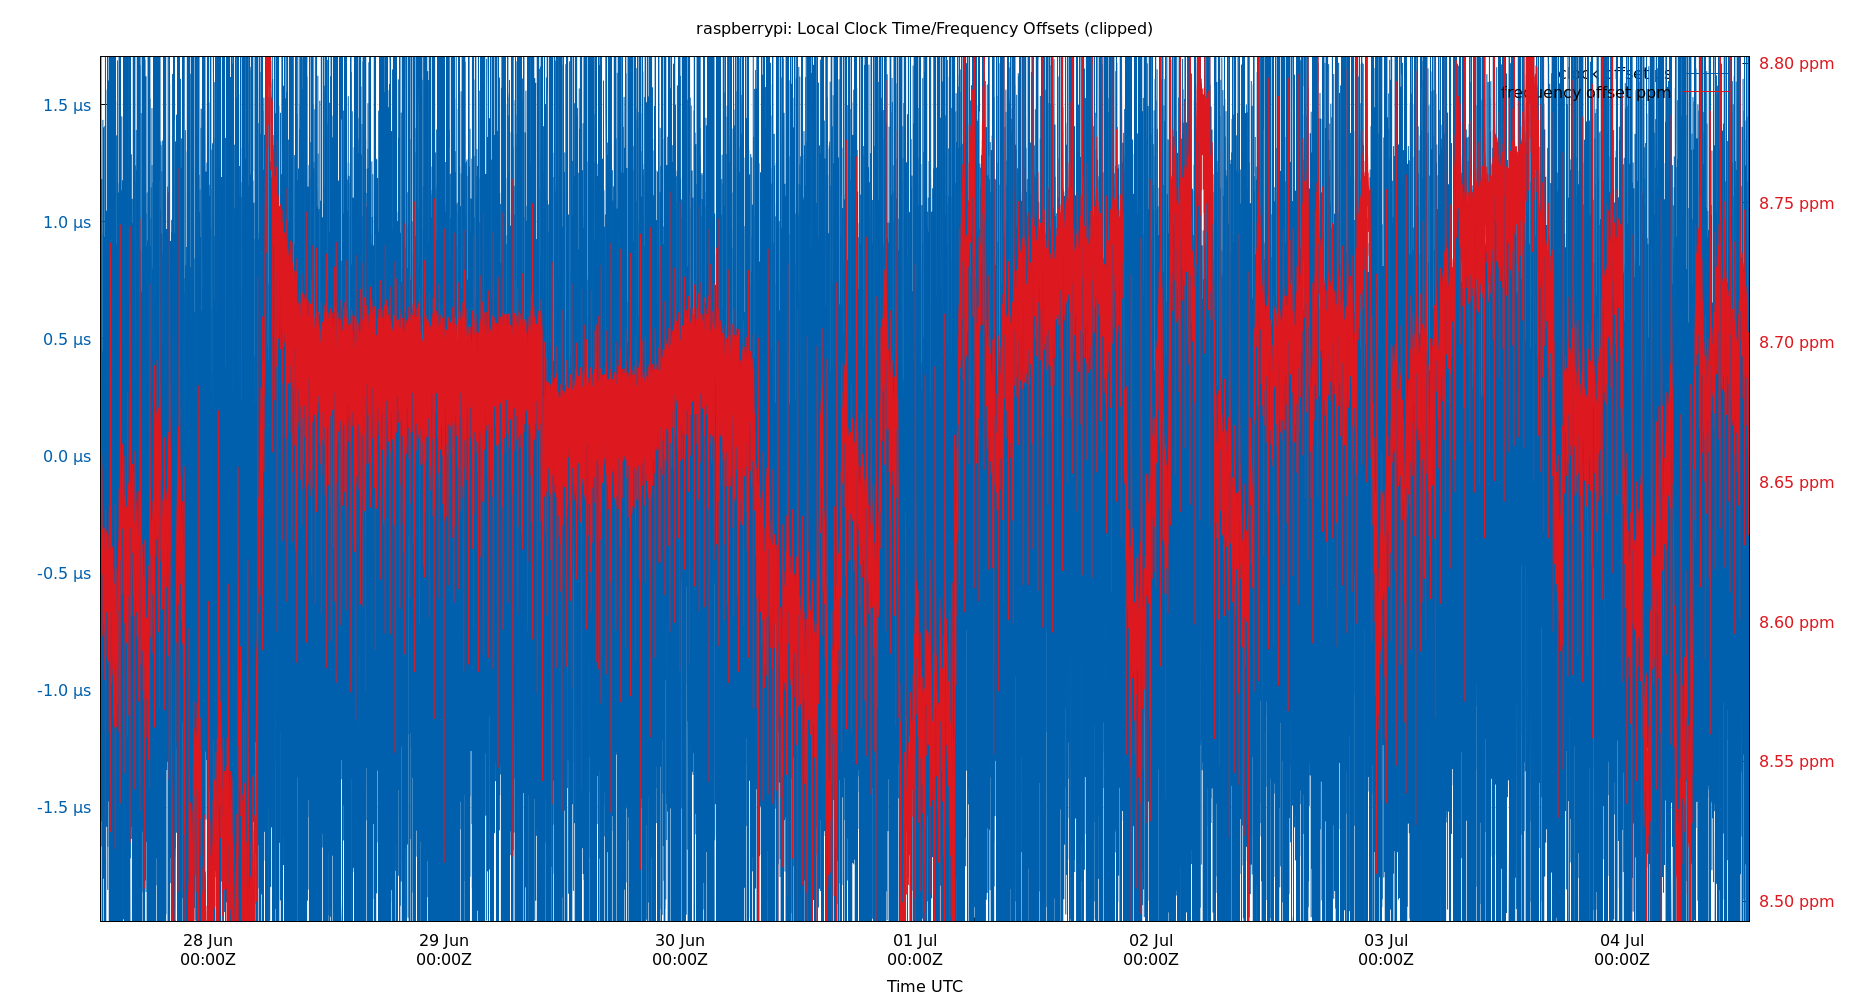 raspberrypi: Local Clock Time/Frequency Offsets (clipped)
clock offset µs
frequency offset ppm
1.5 µs
1.0 µs
0.5 µs
0.0 µs
-0.5 µs
-1.0 µs
-1.5 µs
8.80 ppm
8.75 ppm
8.70 ppm
8.65 ppm
8.60 ppm
8.55 ppm
8.50 ppm
28 Jun 29 Jun 30 Jun 01 Jul 02 Jul 03 Jul 04 Jul
00:00Z 00:00Z 00:00Z 00:00Z 00:00Z 00:00Z 00:00Z
Time UTC